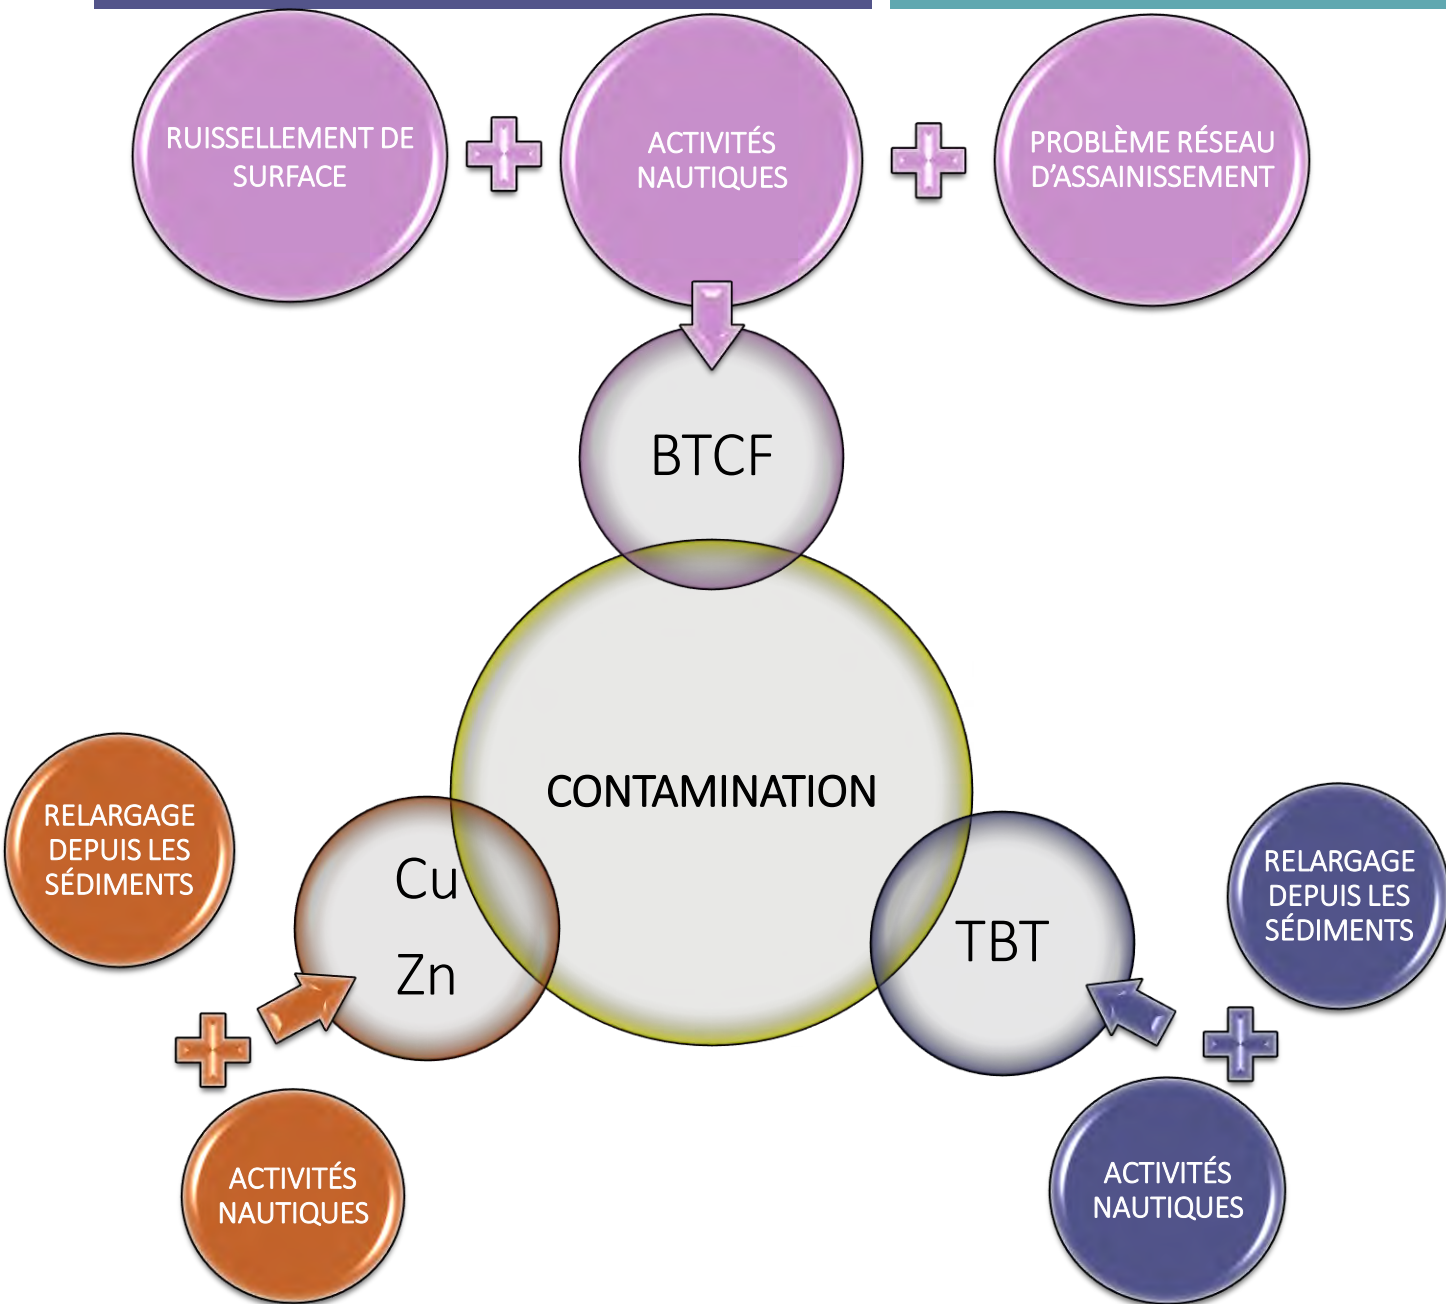 RUISSELLEMENT DE
SURFACE
ACTIVITÉS
NAUTIQUES
PROBLÈME RÉSEAU
D’ASSAINISSEMENT
BTCF
CONTAMINATION
RELARGAGE
DEPUIS LES
SÉDIMENTS
Cu
Zn
ACTIVITÉS
NAUTIQUES
TBT
RELARGAGE
DEPUIS LES
SÉDIMENTS
ACTIVITÉS
NAUTIQUES